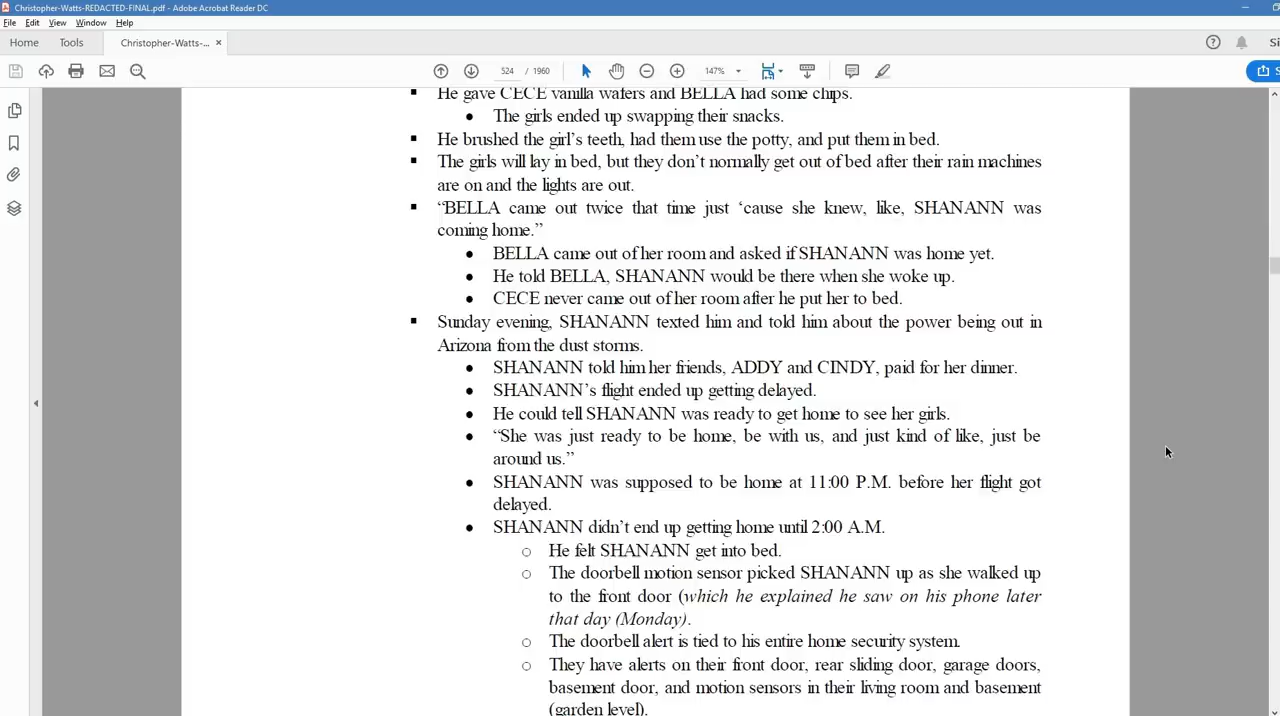 Christopher-Watts-REDACTED-FINAL.pdf - Adobe Acrobat Reader DC
File Edit View Window Help
Home Tools Christopher-Watts-... ×
524 / 1960 147%
▪ He gave CECE vanilla wafers and BELLA had some chips.
● The girls ended up swapping their snacks.
▪ He brushed the girl’s teeth, had them use the potty, and put them in bed.
▪ The girls will lay in bed, but they don’t normally get out of bed after their rain machines
are on and the lights are out.
▪ “BELLA came out twice that time just ‘cause she knew, like, SHANANN was
coming home.”
● BELLA came out of her room and asked if SHANANN was home yet.
● He told BELLA, SHANANN would be there when she woke up.
● CECE never came out of her room after he put her to bed.
▪ Sunday evening, SHANANN texted him and told him about the power being out in
Arizona from the dust storms.
● SHANANN told him her friends, ADDY and CINDY, paid for her dinner.
● SHANANN’s flight ended up getting delayed.
● He could tell SHANANN was ready to get home to see her girls.
● “She was just ready to be home, be with us, and just kind of like, just be
around us.”
● SHANANN was supposed to be home at 11:00 P.M. before her flight got
delayed.
● SHANANN didn’t end up getting home until 2:00 A.M.
○ He felt SHANANN get into bed.
○ The doorbell motion sensor picked SHANANN up as she walked up
to the front door (which he explained he saw on his phone later
that day (Monday).
○ The doorbell alert is tied to his entire home security system.
○ They have alerts on their front door, rear sliding door, garage doors,
basement door, and motion sensors in their living room and basement
(garden level).